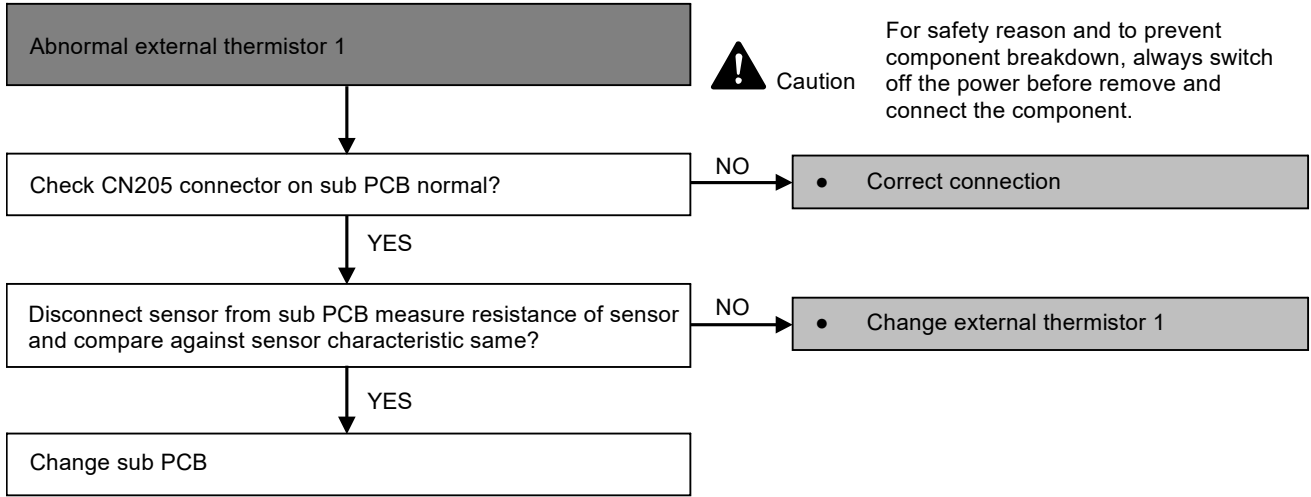 Abnormal external thermistor 1
Caution
For safety reason and to prevent
component breakdown, always switch
off the power before remove and
connect the component.
Check CN205 connector on sub PCB normal?
NO
● Correct connection
YES
Disconnect sensor from sub PCB measure resistance of sensor
and compare against sensor characteristic same?
NO
● Change external thermistor 1
YES
Change sub PCB